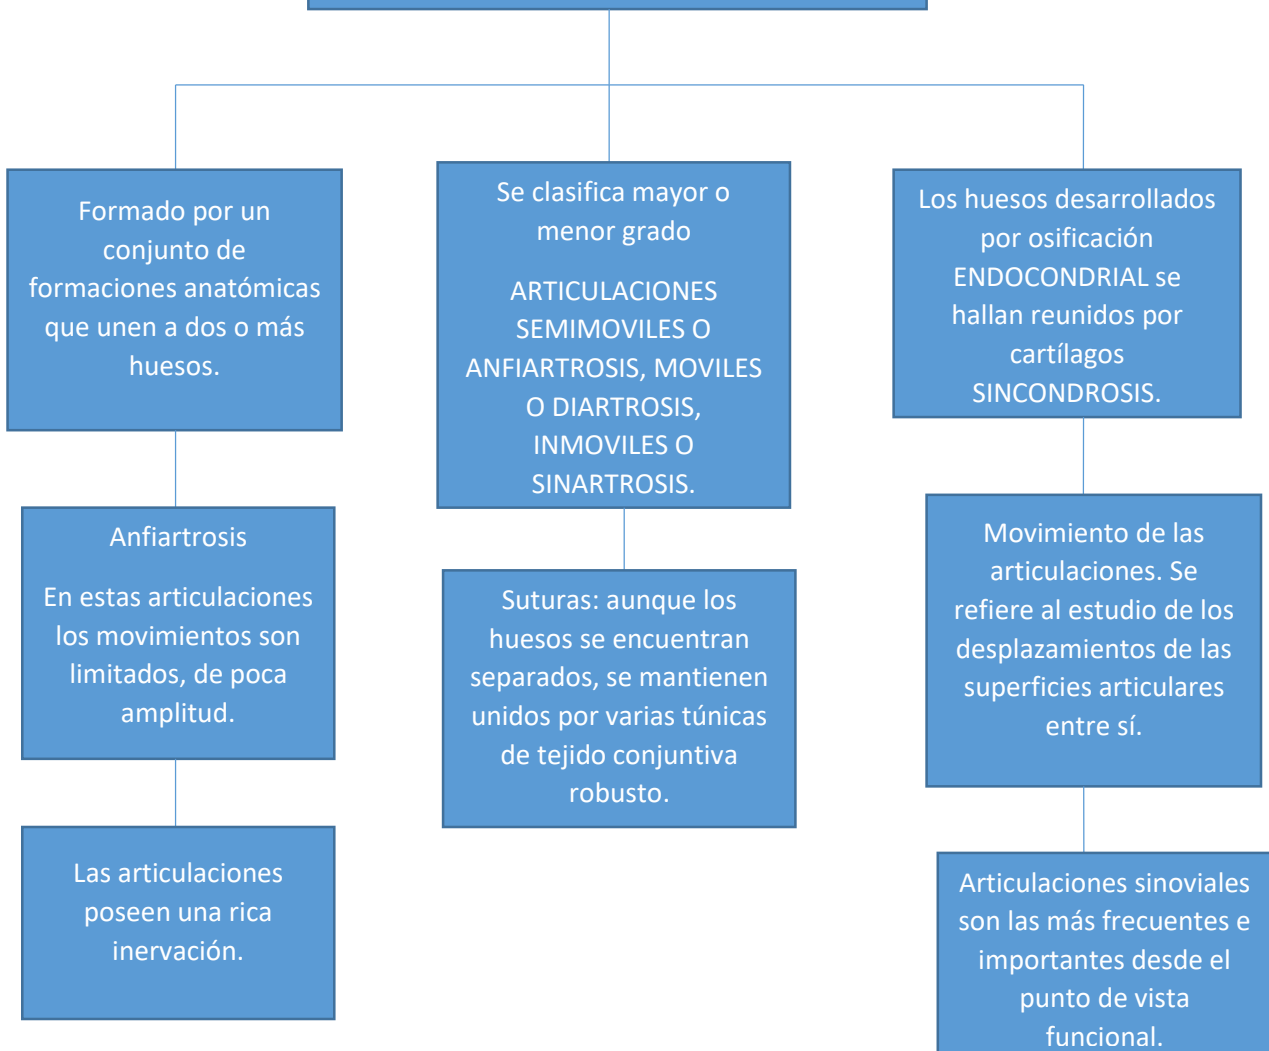 Formado por un
conjunto de
formaciones anatómicas
que unen a dos o más
huesos.
Anfiartrosis
En estas articulaciones
los movimientos son
limitados, de poca
amplitud.
Las articulaciones
poseen una rica
inervación.
Se clasifica mayor o
menor grado
ARTICULACIONES
SEMIMOVILES O
ANFIARTROSIS, MOVILES
O DIARTROSIS,
INMOVILES O
SINARTROSIS.
Suturas: aunque los
huesos se encuentran
separados, se mantienen
unidos por varias túnicas
de tejido conjuntiva
robusto.
Los huesos desarrollados
por osificación
ENDOCONDRIAL se
hallan reunidos por
cartílagos
SINCONDROSIS.
Movimiento de las
articulaciones. Se
refiere al estudio de los
desplazamientos de las
superficies articulares
entre sí.
Articulaciones sinoviales
son las más frecuentes e
importantes desde el
punto de vista
funcional.